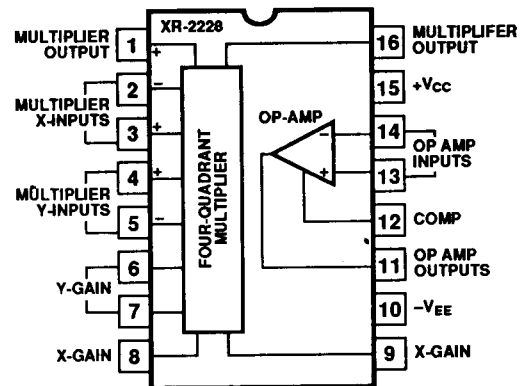 XR-2228
MULTIPLIER
OUTPUT
1
+
2
−
MULTIPLIER
X-INPUTS
3
+
4
+
MULTIPLIER
Y-INPUTS
5
−
6
Y-GAIN
7
X-GAIN
8
FOUR-QUADRANT
MULTIPLIER
16
MULTIPLIFER
OUTPUT
15
+VCC
OP-AMP
−
14
OP AMP
INPUTS
+
13
12
COMP
11
OP AMP
OUTPUTS
10
−VEE
9
X-GAIN